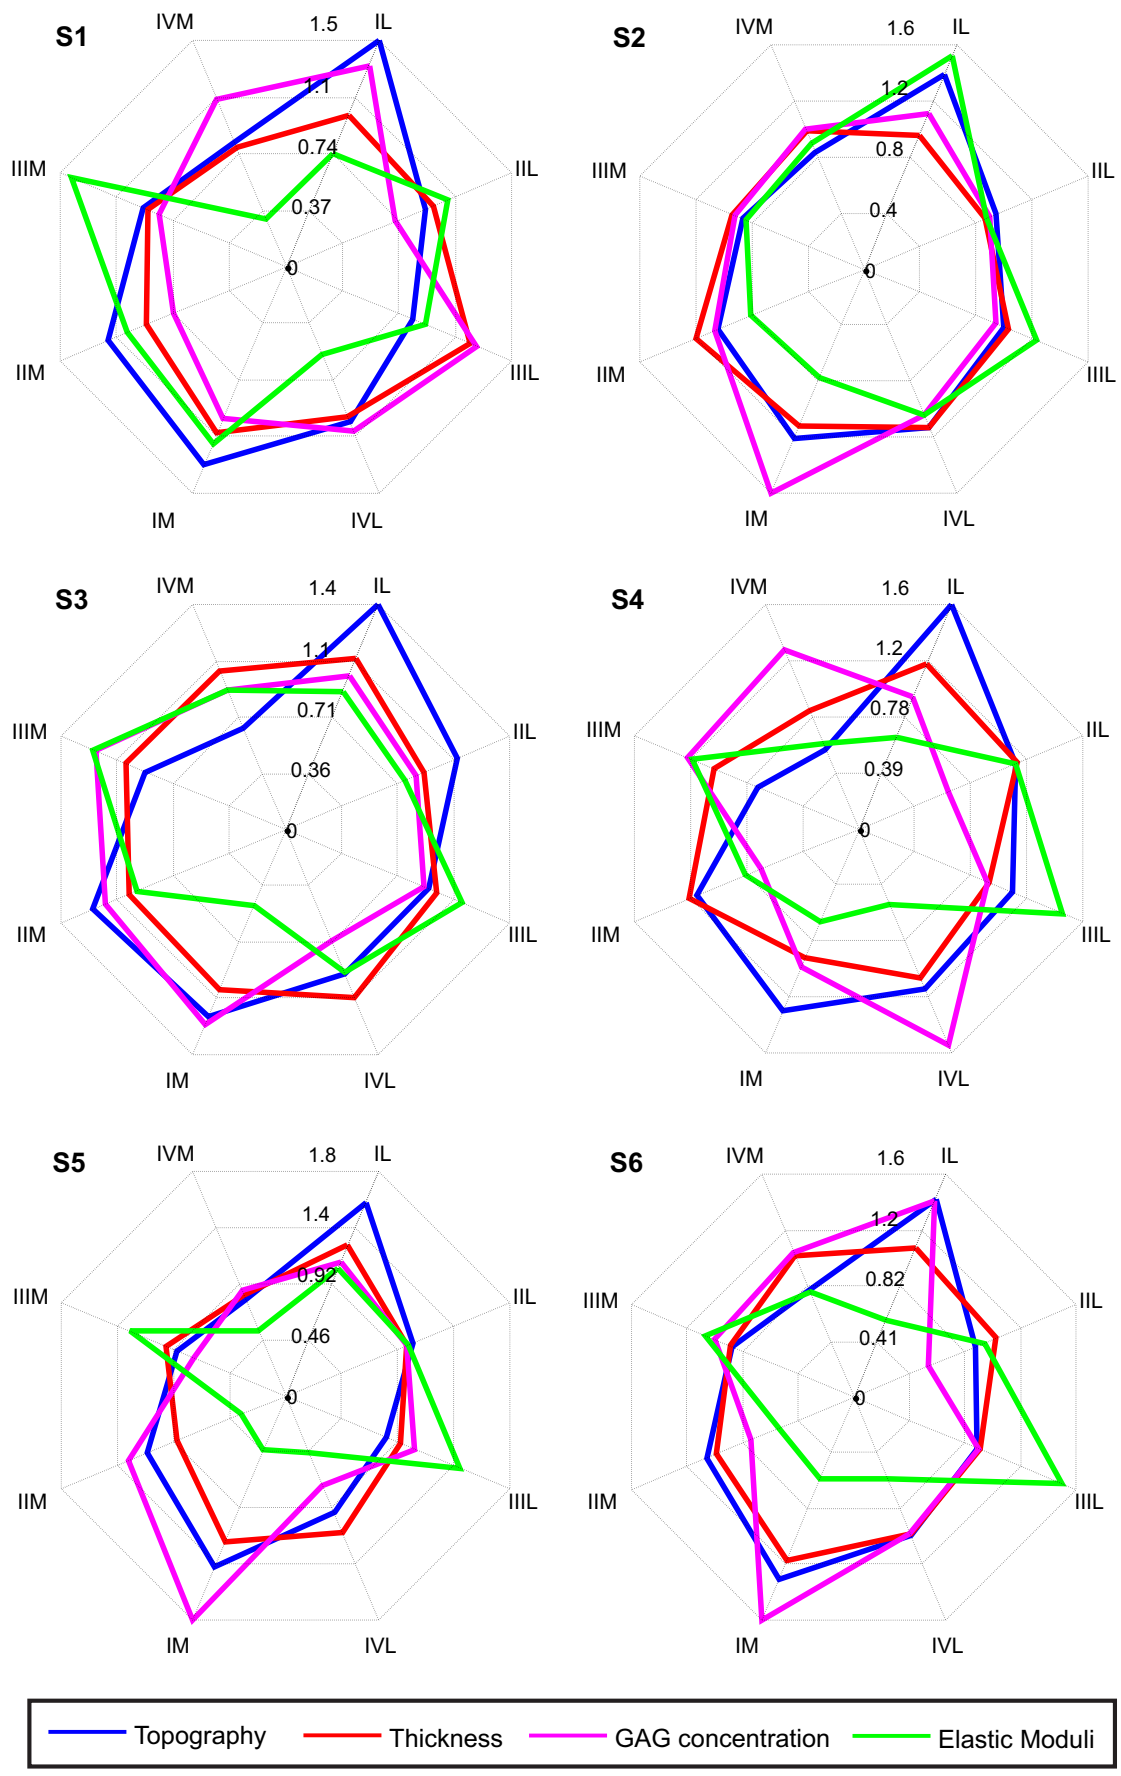 S1
IVM
1.5
IL
1.1
0.74
0.37
0
IIIM
IIL
IIM
IIIL
IM
IVL
S2
IVM
1.6
IL
1.2
0.8
0.4
0
IIIM
IIL
IIM
IIIL
IM
IVL
S3
IVM
1.4
IL
1.1
0.71
0.36
0
IIIM
IIL
IIM
IIIL
IM
IVL
S4
IVM
1.6
IL
1.2
0.78
0.39
0
IIIM
IIL
IIM
IIIL
IM
IVL
S5
IVM
1.8
IL
1.4
0.92
0.46
0
IIIM
IIL
IIM
IIIL
IM
IVL
S6
IVM
1.6
IL
1.2
0.82
0.41
0
IIIM
IIL
IIM
IIIL
IM
IVL
Topography Thickness GAG concentration Elastic Moduli